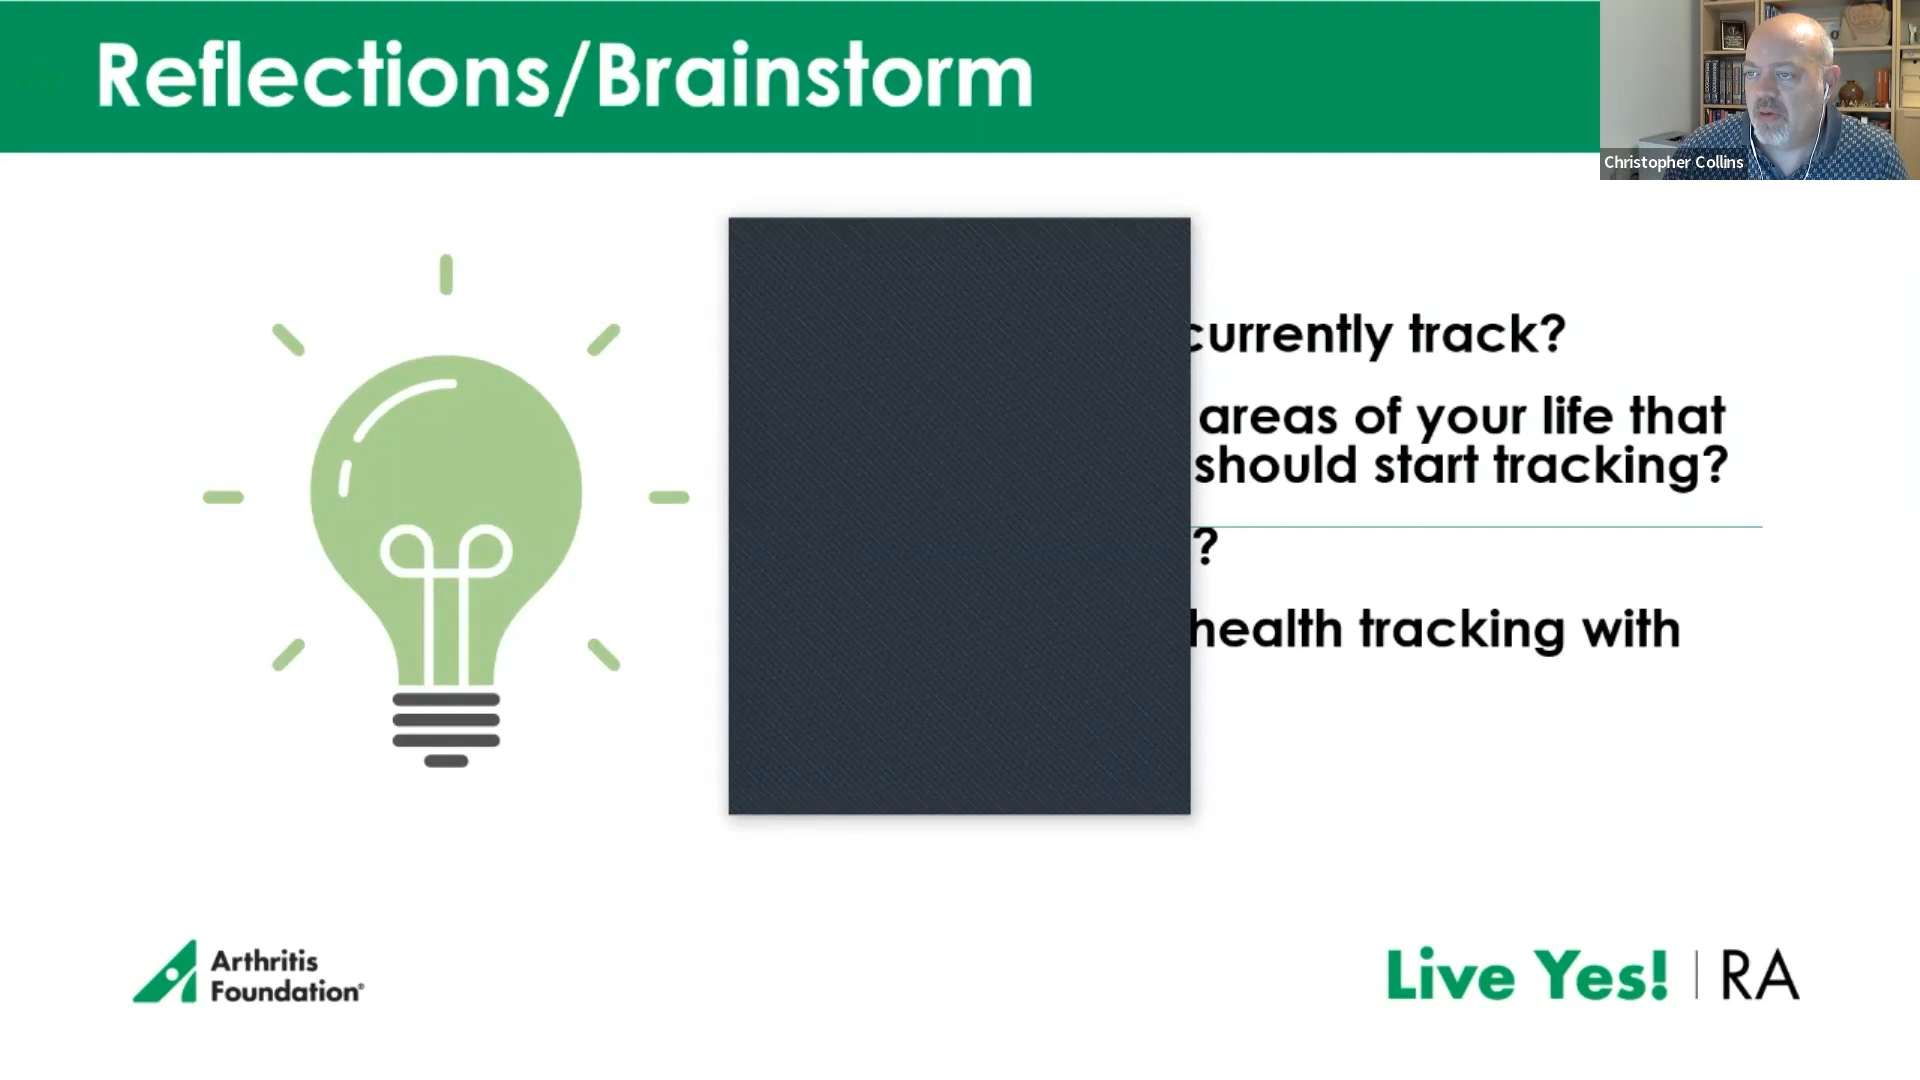 Reflections/Brainstorm
Christopher Collins
currently track?
areas of your life that
should start tracking?
?
health tracking with
Arthritis
Foundation®
Live Yes! | RA